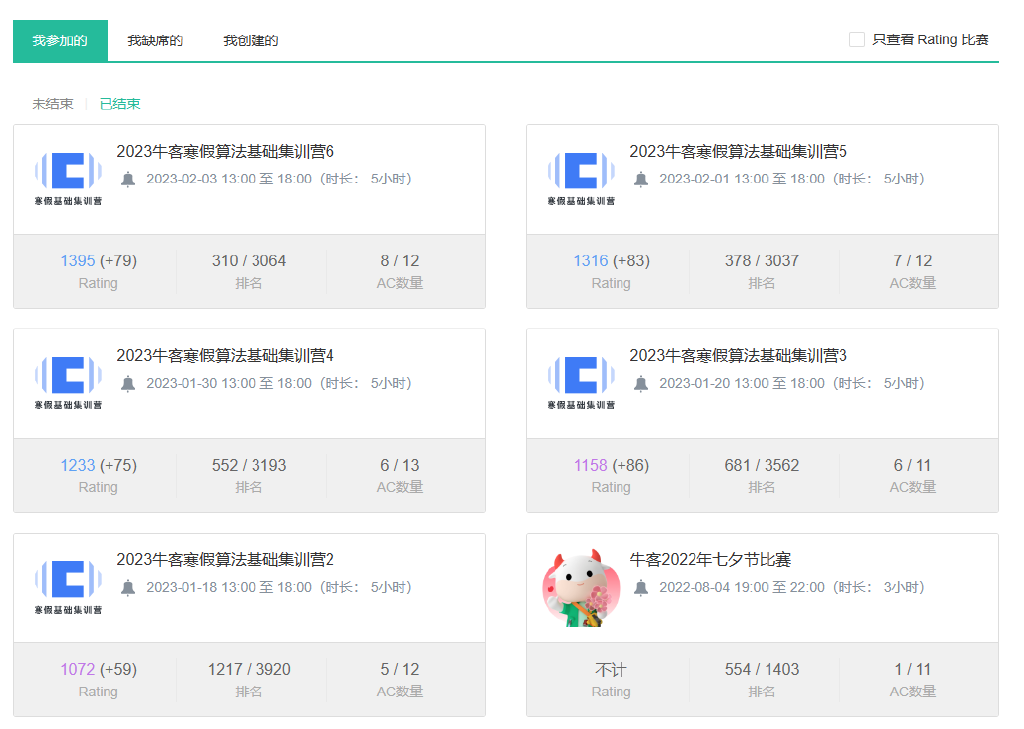 我参加的 我缺席的 我创建的 只查看 Rating 比赛
未结束 已结束
2023牛客寒假算法基础集训营6
2023-02-03 13:00 至 18:00（时长： 5小时）
寒假基础集训营
1395 (+79) 310 / 3064 8 / 12
Rating 排名 AC数量
2023牛客寒假算法基础集训营5
2023-02-01 13:00 至 18:00（时长： 5小时）
寒假基础集训营
1316 (+83) 378 / 3037 7 / 12
Rating 排名 AC数量
2023牛客寒假算法基础集训营4
2023-01-30 13:00 至 18:00（时长： 5小时）
寒假基础集训营
1233 (+75) 552 / 3193 6 / 13
Rating 排名 AC数量
2023牛客寒假算法基础集训营3
2023-01-20 13:00 至 18:00（时长： 5小时）
寒假基础集训营
1158 (+86) 681 / 3562 6 / 11
Rating 排名 AC数量
2023牛客寒假算法基础集训营2
2023-01-18 13:00 至 18:00（时长： 5小时）
寒假基础集训营
1072 (+59) 1217 / 3920 5 / 12
Rating 排名 AC数量
牛客2022年七夕节比赛
2022-08-04 19:00 至 22:00（时长： 3小时）
不计 554 / 1403 1 / 11
Rating 排名 AC数量